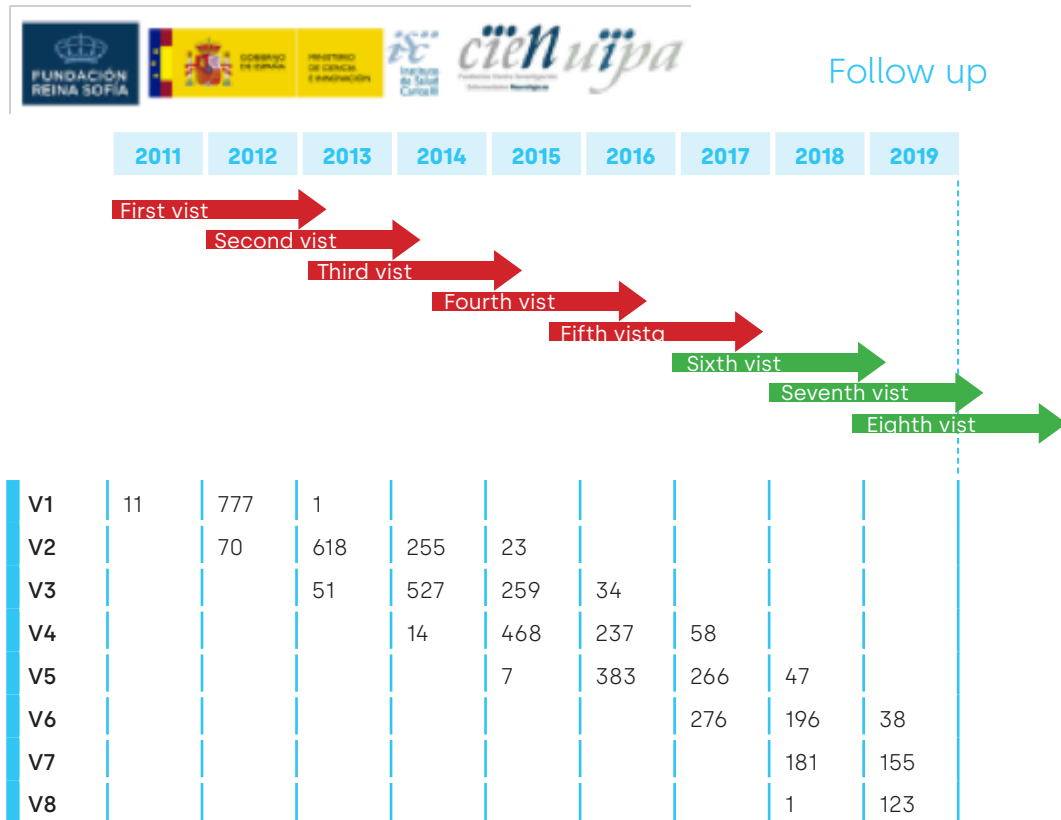 FUNDACIÓN
REINA SOFÍA
GOBIERNO
DE ESPAÑA
MINISTERIO
DE CIENCIA
E INNOVACIÓN
isc
Instituto
de Salud
Carlos III
cien uipa
Follow up
2011 2012 2013 2014 2015 2016 2017 2018 2019
First vist
Second vist
Third vist
Fourth vist
Fifth vista
Sixth vist
Seventh vist
Eighth vist
V1 11 777 1
V2 70 618 255 23
V3 51 527 259 34
V4 14 468 237 58
V5 7 383 266 47
V6 276 196 38
V7 181 155
V8 1 123